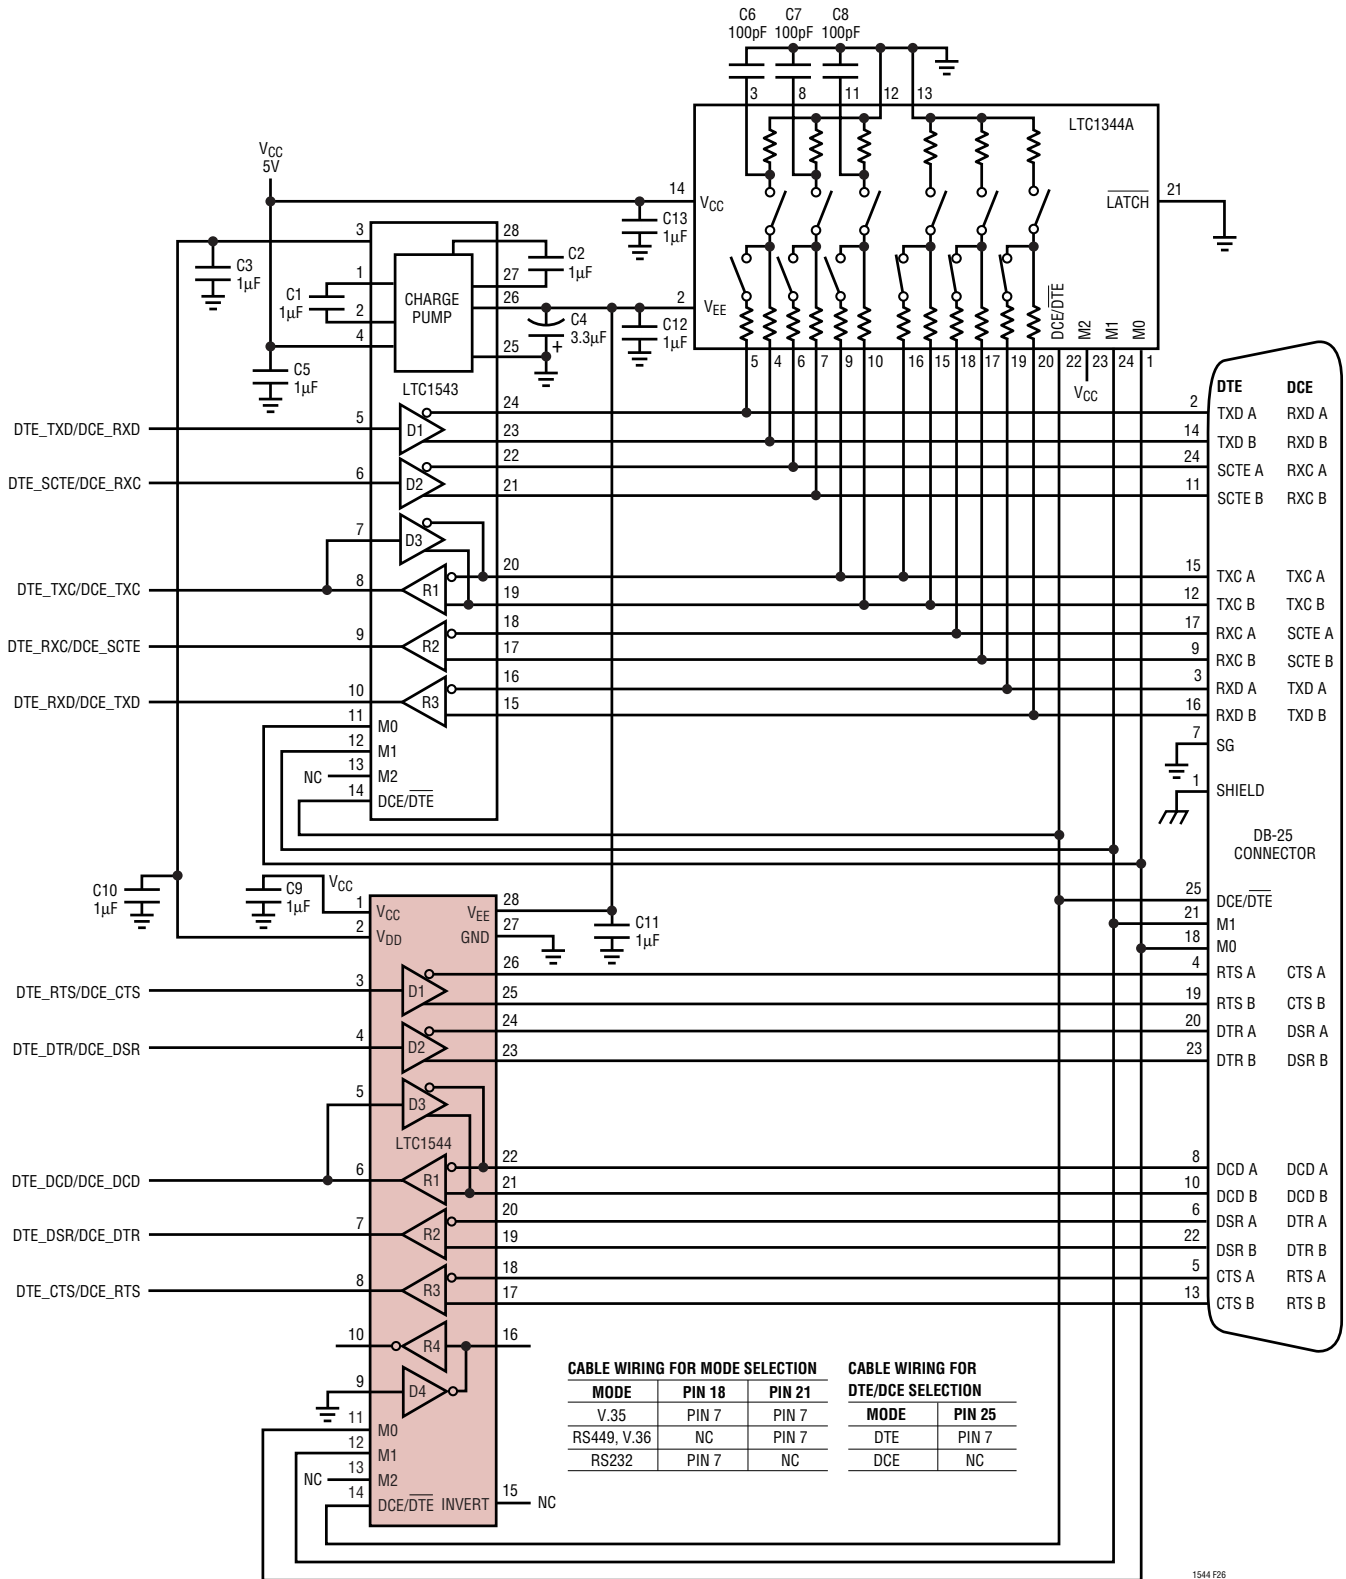 C6 C7 C8
100pF 100pF 100pF
3 8 11 12 13
LTC1344A
VCC
5V
14 VCC
C13
1µF
LATCH 21
3
28
C3
1µF
C2
1µF
1
27
C1
1µF
CHARGE
PUMP
26
2
4
C4
3.3µF
+
25
2 VEE
C12
1µF
DCE/DTE M2 M1 M0
C5
1µF
LTC1543
5 4 6 7 9 10 16 15 18 17 19 20 22 23 24 1
VCC
DTE DCE
DTE_TXD/DCE_RXD 5 D1 24 2 TXD A RXD A
23 14 TXD B RXD B
DTE_SCTE/DCE_RXC 6 D2 22 24 SCTE A RXC A
21 11 SCTE B RXC B
7 D3
DTE_TXC/DCE_TXC 8 R1 20 15 TXC A TXC A
19 12 TXC B TXC B
DTE_RXC/DCE_SCTE 9 R2 18 17 RXC A SCTE A
17 9 RXC B SCTE B
DTE_RXD/DCE_TXD 10 R3 16 3 RXD A TXD A
15 16 RXD B TXD B
11 M0
12 M1
NC 13 M2
14 DCE/DTE
7 SG
1 SHIELD
DB-25
CONNECTOR
C10
1µF
C9
1µF
VCC
1 VCC VEE 28
2 VDD GND 27
C11
1µF
25 DCE/DTE
21 M1
18 M0
DTE_RTS/DCE_CTS 3 D1 26 4 RTS A CTS A
25 19 RTS B CTS B
DTE_DTR/DCE_DSR 4 D2 24 20 DTR A DSR A
23 23 DTR B DSR B
5 D3
LTC1544
DTE_DCD/DCE_DCD 6 R1 22 8 DCD A DCD A
21 10 DCD B DCD B
DTE_DSR/DCE_DTR 7 R2 20 6 DSR A DTR A
19 22 DSR B DTR B
DTE_CTS/DCE_RTS 8 R3 18 5 CTS A RTS A
17 13 CTS B RTS B
10 R4 16
9 D4
11 M0
12 M1
NC 13 M2
14 DCE/DTE INVERT 15 NC
CABLE WIRING FOR MODE SELECTION
MODE PIN 18 PIN 21
V.35 PIN 7 PIN 7
RS449, V.36 NC PIN 7
RS232 PIN 7 NC
CABLE WIRING FOR
DTE/DCE SELECTION
MODE PIN 25
DTE PIN 7
DCE NC
1544 F26